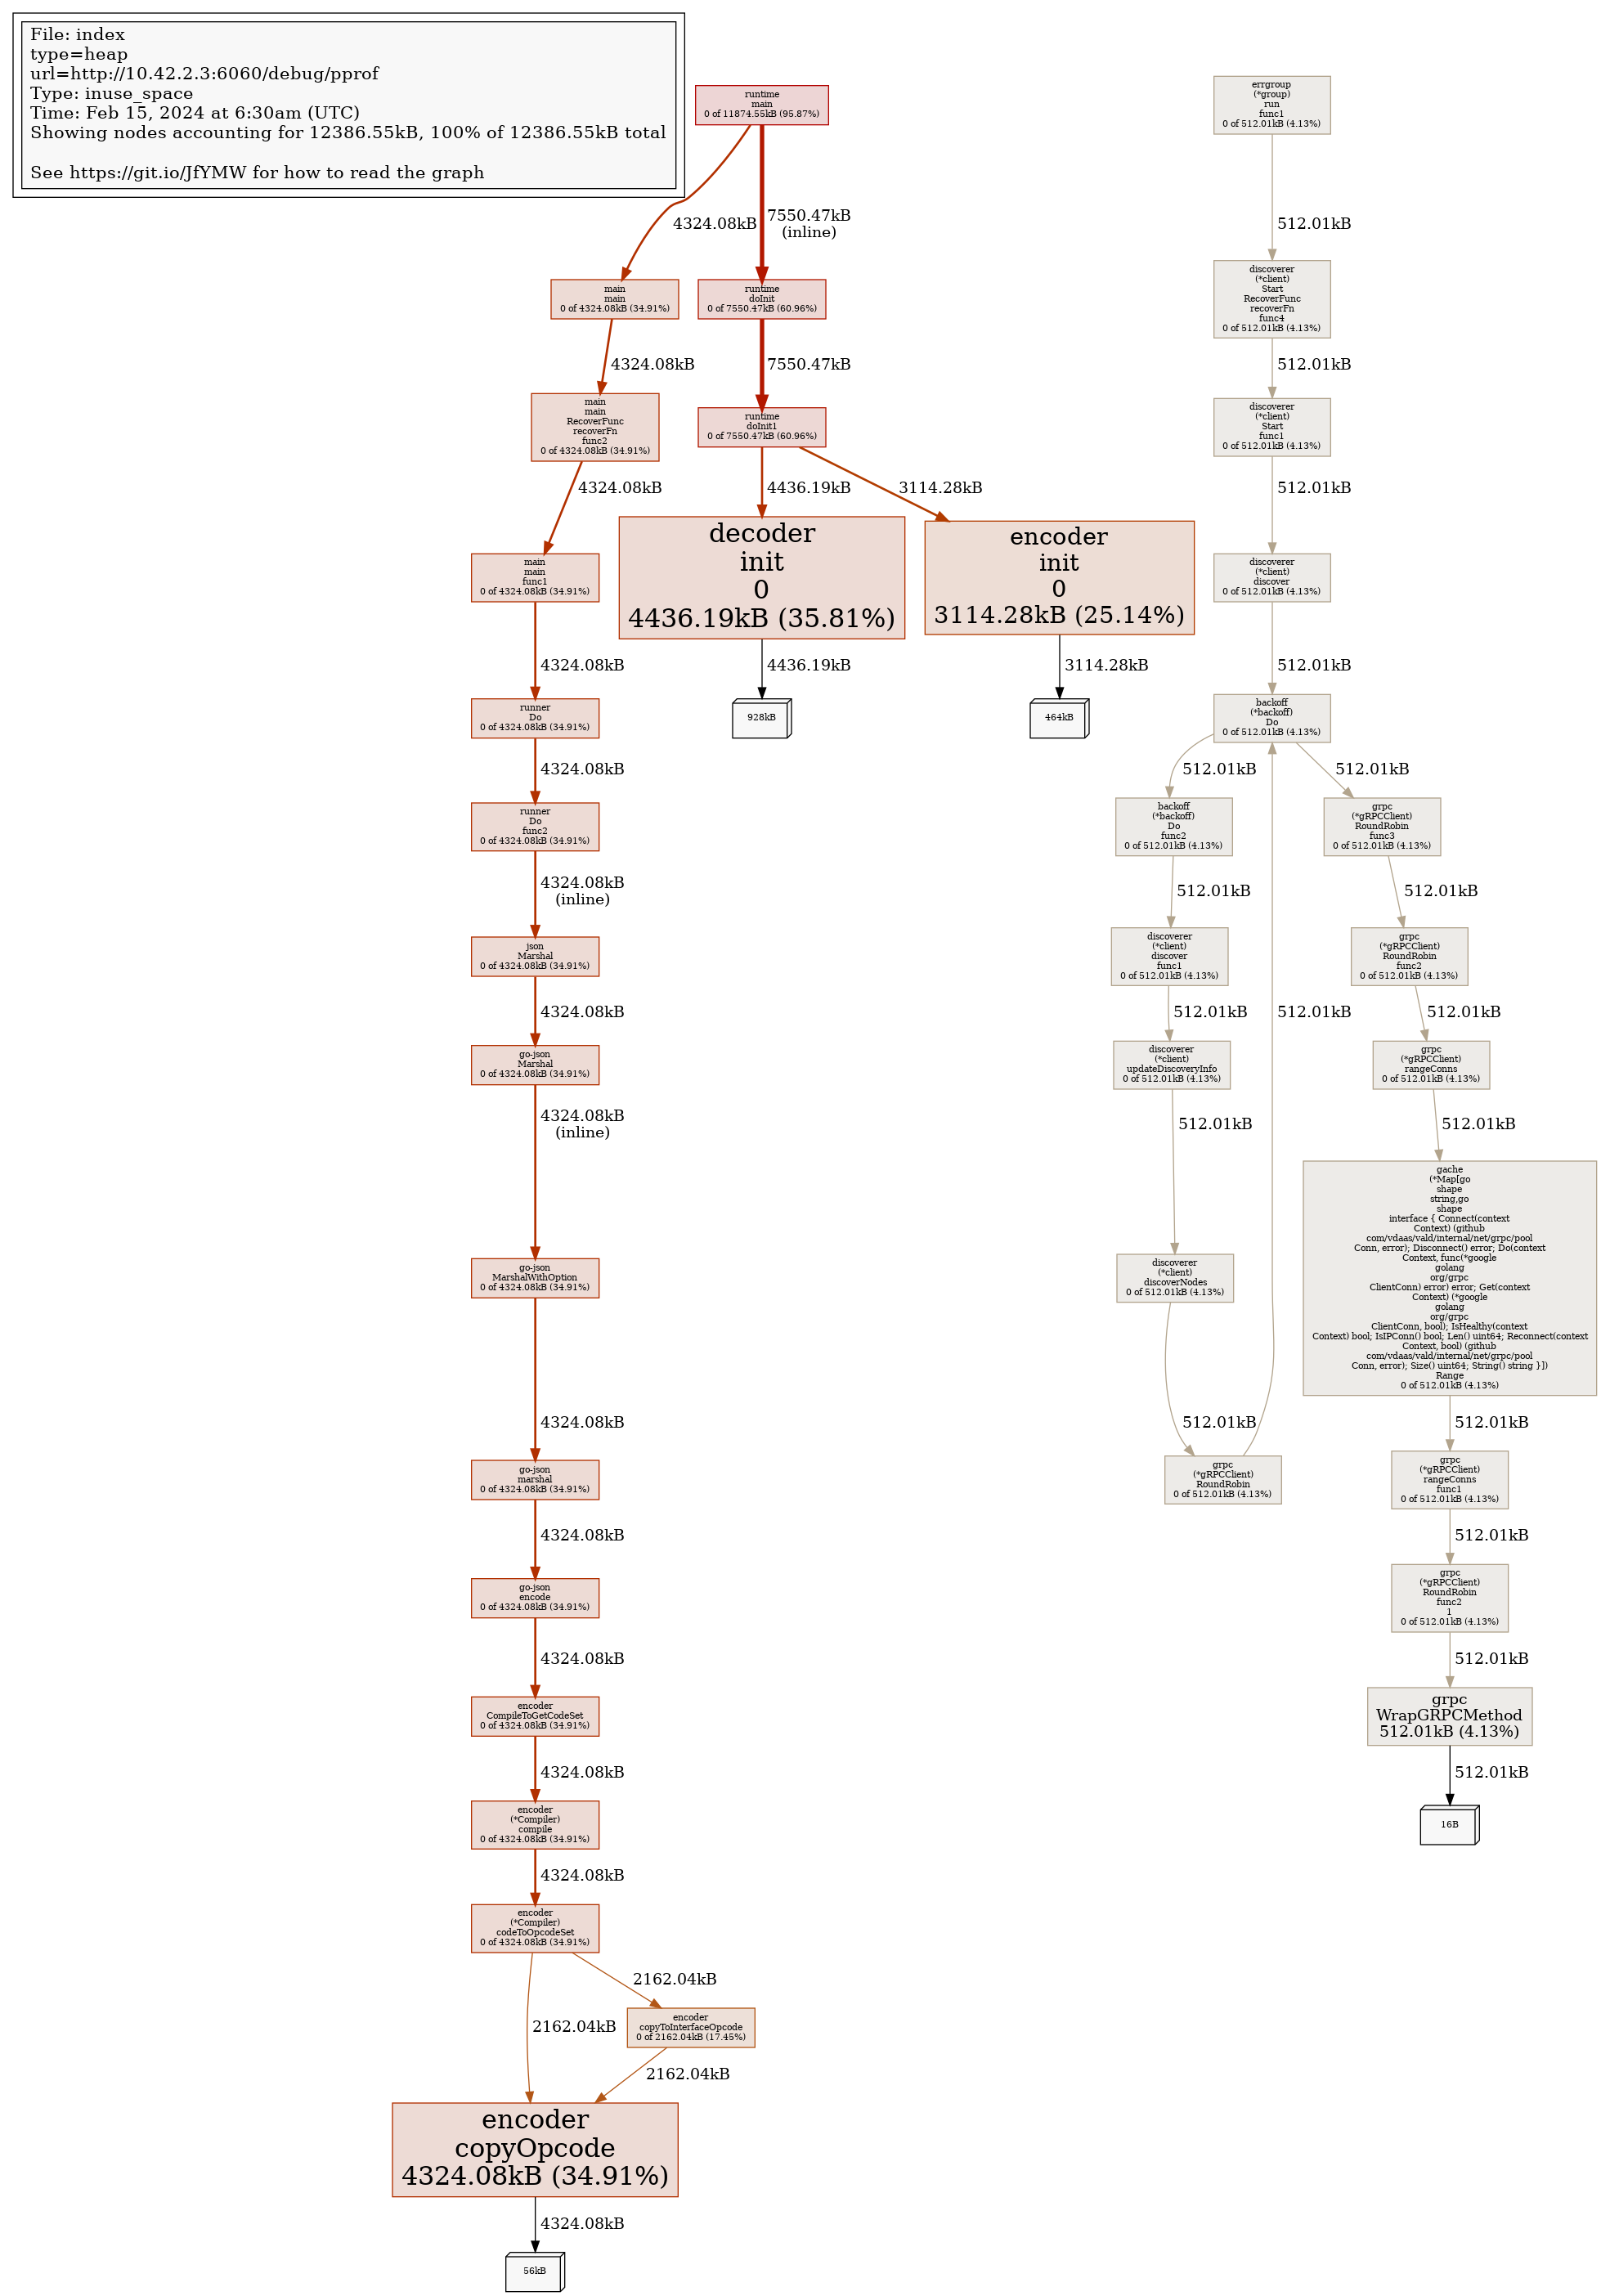 File: index
type=heap
url=http://10.42.2.3:6060/debug/pprof
Type: inuse_space
Time: Feb 15, 2024 at 6:30am (UTC)
Showing nodes accounting for 12386.55kB, 100% of 12386.55kB total
See https://git.io/JfYMW for how to read the graph
runtime
main
0 of 11874.55kB (95.87%)
4324.08kB
7550.47kB
(inline)
main
main
0 of 4324.08kB (34.91%)
runtime
doInit
0 of 7550.47kB (60.96%)
4324.08kB
7550.47kB
main
main
RecoverFunc
recoverFn
func2
0 of 4324.08kB (34.91%)
runtime
doInit1
0 of 7550.47kB (60.96%)
4324.08kB
4436.19kB
3114.28kB
main
main
func1
0 of 4324.08kB (34.91%)
decoder
init
0
4436.19kB (35.81%)
encoder
init
0
3114.28kB (25.14%)
4324.08kB
4436.19kB
3114.28kB
928kB
464kB
runner
Do
0 of 4324.08kB (34.91%)
4324.08kB
runner
Do
func2
0 of 4324.08kB (34.91%)
4324.08kB
(inline)
json
Marshal
0 of 4324.08kB (34.91%)
4324.08kB
go-json
Marshal
0 of 4324.08kB (34.91%)
4324.08kB
(inline)
go-json
MarshalWithOption
0 of 4324.08kB (34.91%)
4324.08kB
go-json
marshal
0 of 4324.08kB (34.91%)
4324.08kB
go-json
encode
0 of 4324.08kB (34.91%)
4324.08kB
encoder
CompileToGetCodeSet
0 of 4324.08kB (34.91%)
4324.08kB
encoder
(*Compiler)
compile
0 of 4324.08kB (34.91%)
4324.08kB
encoder
(*Compiler)
codeToOpcodeSet
0 of 4324.08kB (34.91%)
2162.04kB
2162.04kB
encoder
copyToInterfaceOpcode
0 of 2162.04kB (17.45%)
2162.04kB
encoder
copyOpcode
4324.08kB (34.91%)
4324.08kB
56kB
errgroup
(*group)
run
func1
0 of 512.01kB (4.13%)
512.01kB
discoverer
(*client)
Start
RecoverFunc
recoverFn
func4
0 of 512.01kB (4.13%)
512.01kB
discoverer
(*client)
Start
func1
0 of 512.01kB (4.13%)
512.01kB
discoverer
(*client)
discover
0 of 512.01kB (4.13%)
512.01kB
backoff
(*backoff)
Do
0 of 512.01kB (4.13%)
512.01kB
512.01kB
backoff
(*backoff)
Do
func2
0 of 512.01kB (4.13%)
512.01kB
discoverer
(*client)
discover
func1
0 of 512.01kB (4.13%)
512.01kB
512.01kB
discoverer
(*client)
updateDiscoveryInfo
0 of 512.01kB (4.13%)
512.01kB
discoverer
(*client)
discoverNodes
0 of 512.01kB (4.13%)
512.01kB
grpc
(*gRPCClient)
RoundRobin
0 of 512.01kB (4.13%)
grpc
(*gRPCClient)
RoundRobin
func3
0 of 512.01kB (4.13%)
512.01kB
grpc
(*gRPCClient)
RoundRobin
func2
0 of 512.01kB (4.13%)
512.01kB
grpc
(*gRPCClient)
rangeConns
0 of 512.01kB (4.13%)
512.01kB
gache
(*Map[go
shape
string,go
shape
interface { Connect(context
Context) (github
com/vdaas/vald/internal/net/grpc/pool
Conn, error); Disconnect() error; Do(context
Context, func(*google
golang
org/grpc
ClientConn) error) error; Get(context
Context) (*google
golang
org/grpc
ClientConn, bool); IsHealthy(context
Context) bool; IsIPConn() bool; Len() uint64; Reconnect(context
Context, bool) (github
com/vdaas/vald/internal/net/grpc/pool
Conn, error); Size() uint64; String() string }])
Range
0 of 512.01kB (4.13%)
512.01kB
grpc
(*gRPCClient)
rangeConns
func1
0 of 512.01kB (4.13%)
512.01kB
grpc
(*gRPCClient)
RoundRobin
func2
1
0 of 512.01kB (4.13%)
512.01kB
grpc
WrapGRPCMethod
512.01kB (4.13%)
512.01kB
16B